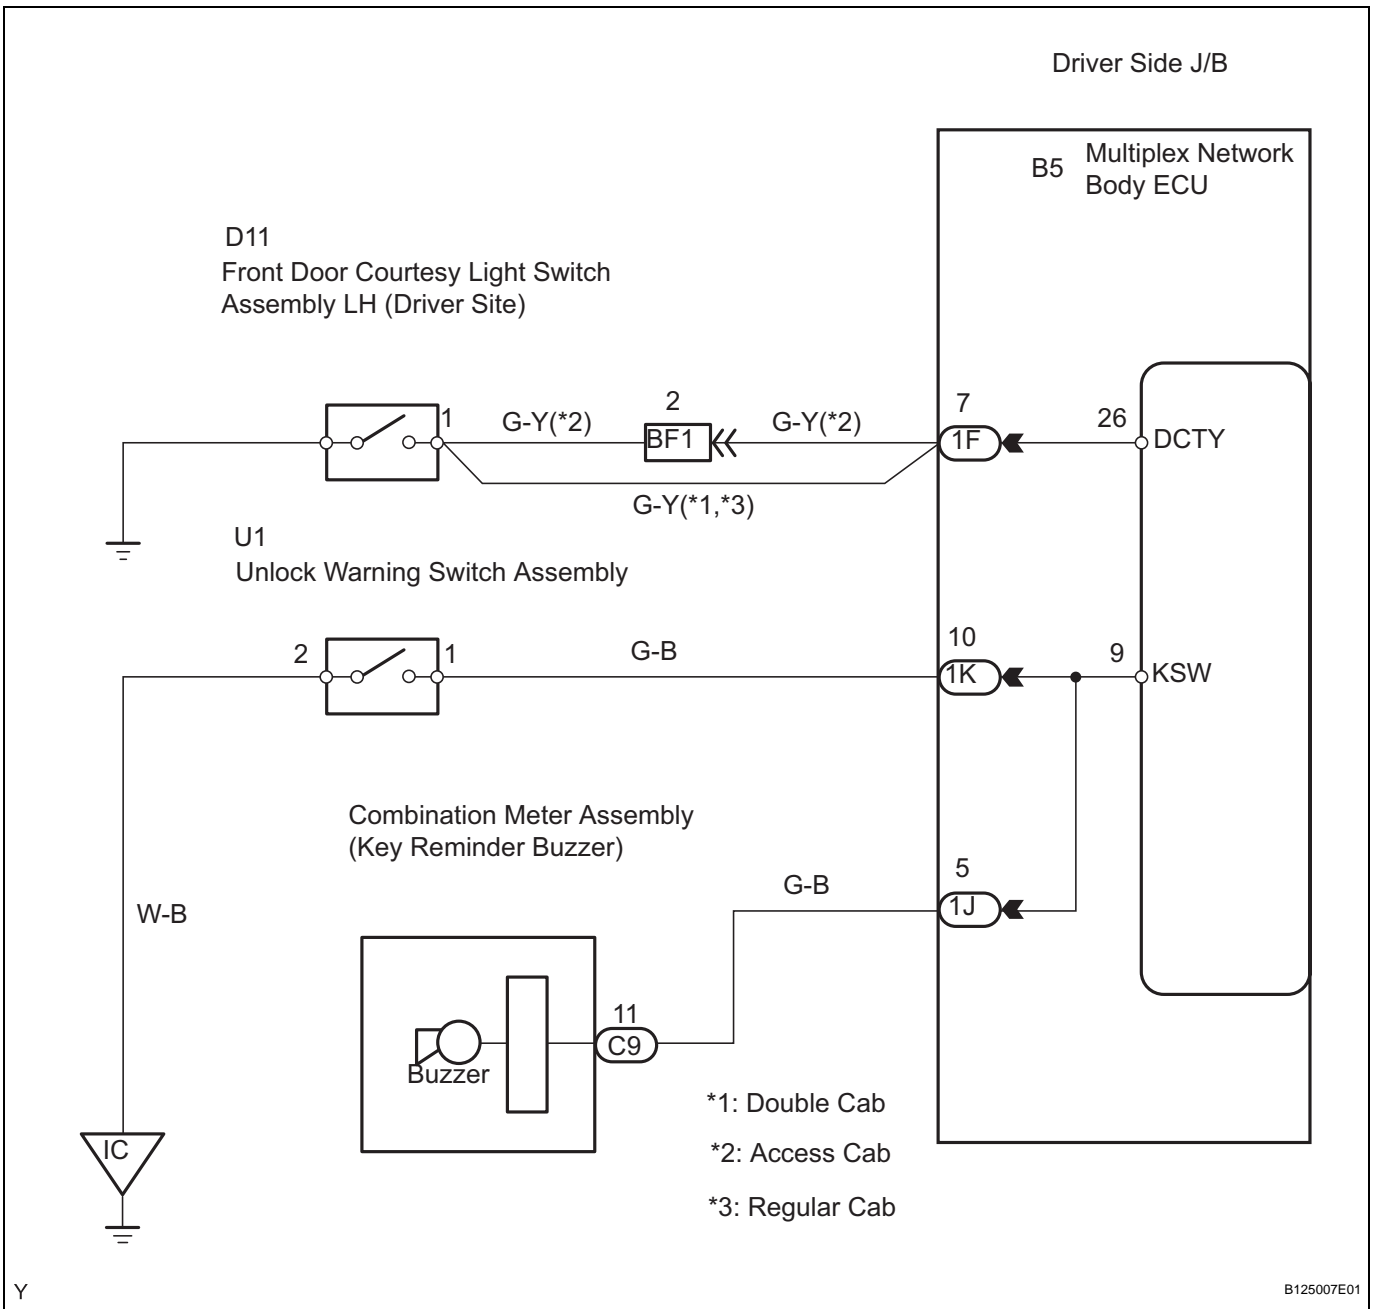 Driver Side J/B
B5
Multiplex Network
Body ECU
D11
Front Door Courtesy Light Switch
Assembly LH (Driver Site)
1
G-Y(*2)
2
BF1
G-Y(*2)
7
1F
26
DCTY
G-Y(*1,*3)
U1
Unlock Warning Switch Assembly
2
1
G-B
10
1K
9
KSW
Combination Meter Assembly
(Key Reminder Buzzer)
5
1J
G-B
W-B
11
C9
Buzzer
*1: Double Cab
*2: Access Cab
*3: Regular Cab
IC
Y
B125007E01